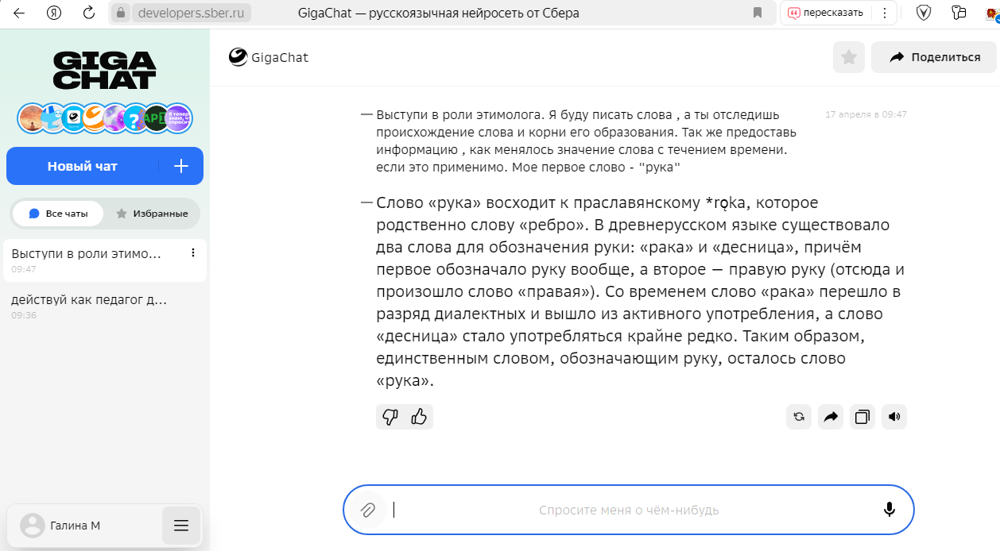 developers.sber.ru
GigaChat — русскоязычная нейросеть от Сбера
пересказать
GIGA
CHAT
Новый чат
Все чаты
Избранные
Выступи в роли этимо...
09:47
действуй как педагог д...
09:36
Галина М
GigaChat
Поделиться
— Выступи в роли этимолога. Я буду писать слова , а ты отследишь
происхождение слова и корни его образования. Так же предоставь
информацию , как менялось значение слова с течением времени.
если это применимо. Мое первое слово - "рука"
17 апреля в 09:47
— Слово «рука» восходит к праславянскому *rǫka, которое
родственно слову «ребро». В древнерусском языке существовало
два слова для обозначения руки: «рака» и «десница», причём
первое обозначало руку вообще, а второе — правую руку (отсюда и
произошло слово «правая»). Со временем слово «рака» перешло в
разряд диалектных и вышло из активного употребления, а слово
«десница» стало употребляться крайне редко. Таким образом,
единственным словом, обозначающим руку, осталось слово
«рука».
Спросите меня о чём-нибудь